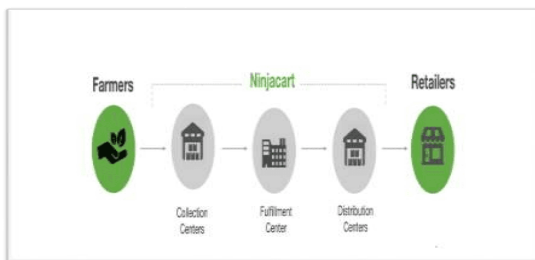 Farmers
Ninjacart
Retailers
Collection
Centers
Fulfillment
Center
Distribution
Centers